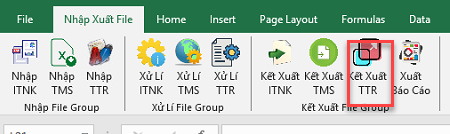 File Nhập Xuất File Home Insert Page Layout Formulas Data
Nhập Nhập Nhập Xử Lí Xử Lí Xử Lí Kết Xuất Kết Xuất Kết Xuất Xuất
ITNK TMS TTR ITNK TMS TTR ITNK TMS TTR Báo Cáo
Nhập File Group Xử Lí File Group Kết Xuất File Group